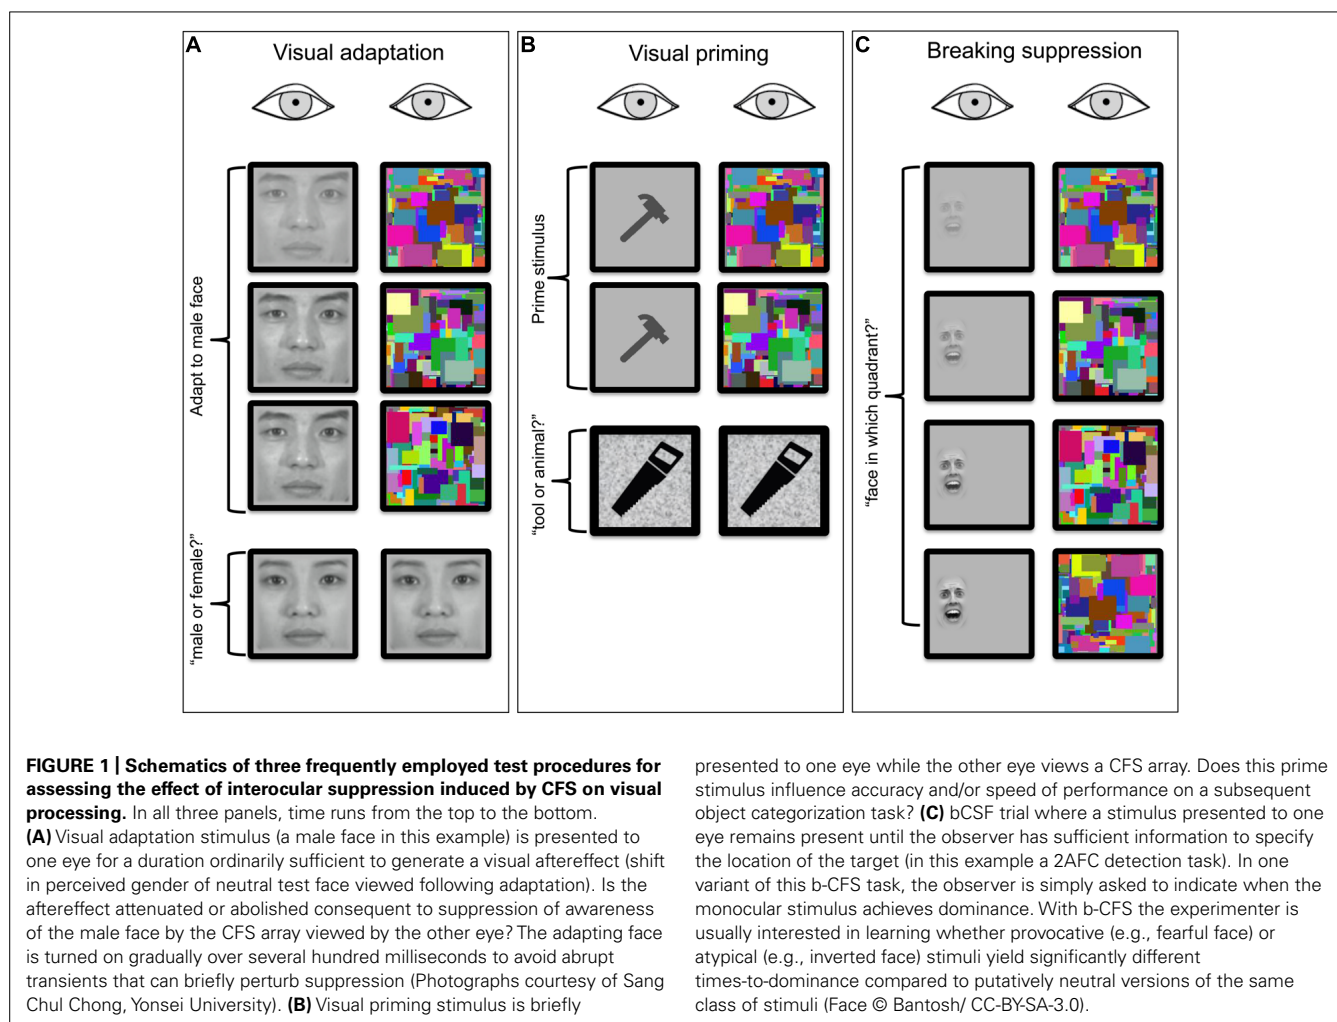 A
Visual adaptation
Adapt to male face
“male or female?”
B
Visual priming
Prime stimulus
“tool or animal?”
C
Breaking suppression
“face in which quadrant?”
FIGURE 1 | Schematics of three frequently employed test procedures for
assessing the effect of interocular suppression induced by CFS on visual
processing. In all three panels, time runs from the top to the bottom.
(A) Visual adaptation stimulus (a male face in this example) is presented to
one eye for a duration ordinarily sufficient to generate a visual aftereffect (shift
in perceived gender of neutral test face viewed following adaptation). Is the
aftereffect attenuated or abolished consequent to suppression of awareness
of the male face by the CFS array viewed by the other eye? The adapting face
is turned on gradually over several hundred milliseconds to avoid abrupt
transients that can briefly perturb suppression (Photographs courtesy of Sang
Chul Chong, Yonsei University). (B) Visual priming stimulus is briefly
presented to one eye while the other eye views a CFS array. Does this prime
stimulus influence accuracy and/or speed of performance on a subsequent
object categorization task? (C) bCSF trial where a stimulus presented to one
eye remains present until the observer has sufficient information to specify
the location of the target (in this example a 2AFC detection task). In one
variant of this b-CFS task, the observer is simply asked to indicate when the
monocular stimulus achieves dominance. With b-CFS the experimenter is
usually interested in learning whether provocative (e.g., fearful face) or
atypical (e.g., inverted face) stimuli yield significantly different
times-to-dominance compared to putatively neutral versions of the same
class of stimuli (Face © Bantosh/ CC-BY-SA-3.0).